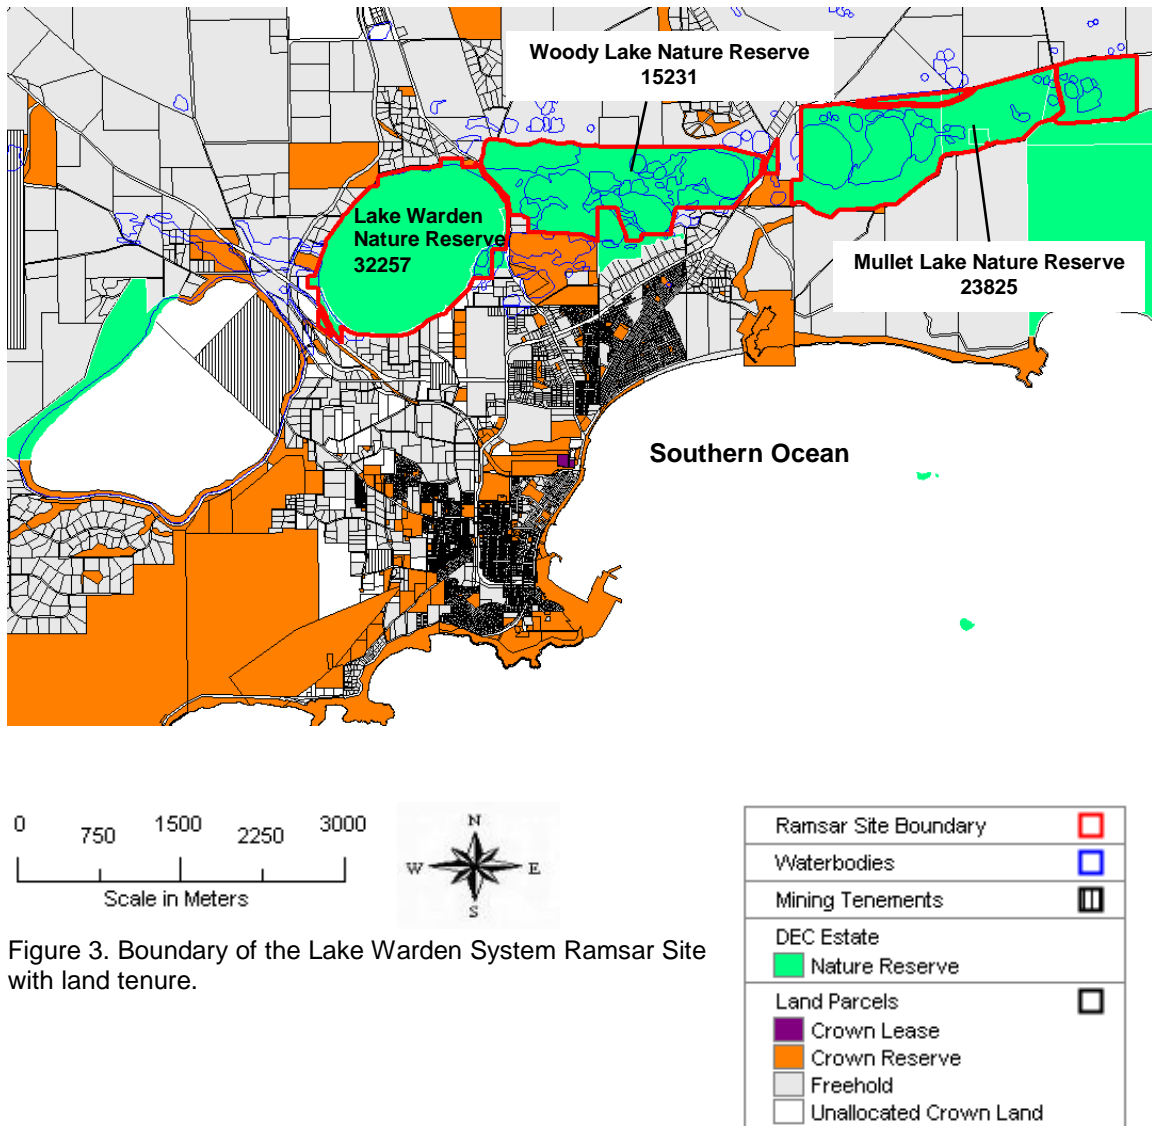 Woody Lake Nature Reserve
15231
Lake Warden
Nature Reserve
32257
Mullet Lake Nature Reserve
23825
Southern Ocean
0 750 1500 2250 3000
Scale in Meters
N
W E
S
Figure 3. Boundary of the Lake Warden System Ramsar Site
with land tenure.
Ramsar Site Boundary
Waterbodies
Mining Tenements
DEC Estate
Nature Reserve
Land Parcels
Crown Lease
Crown Reserve
Freehold
Unallocated Crown Land